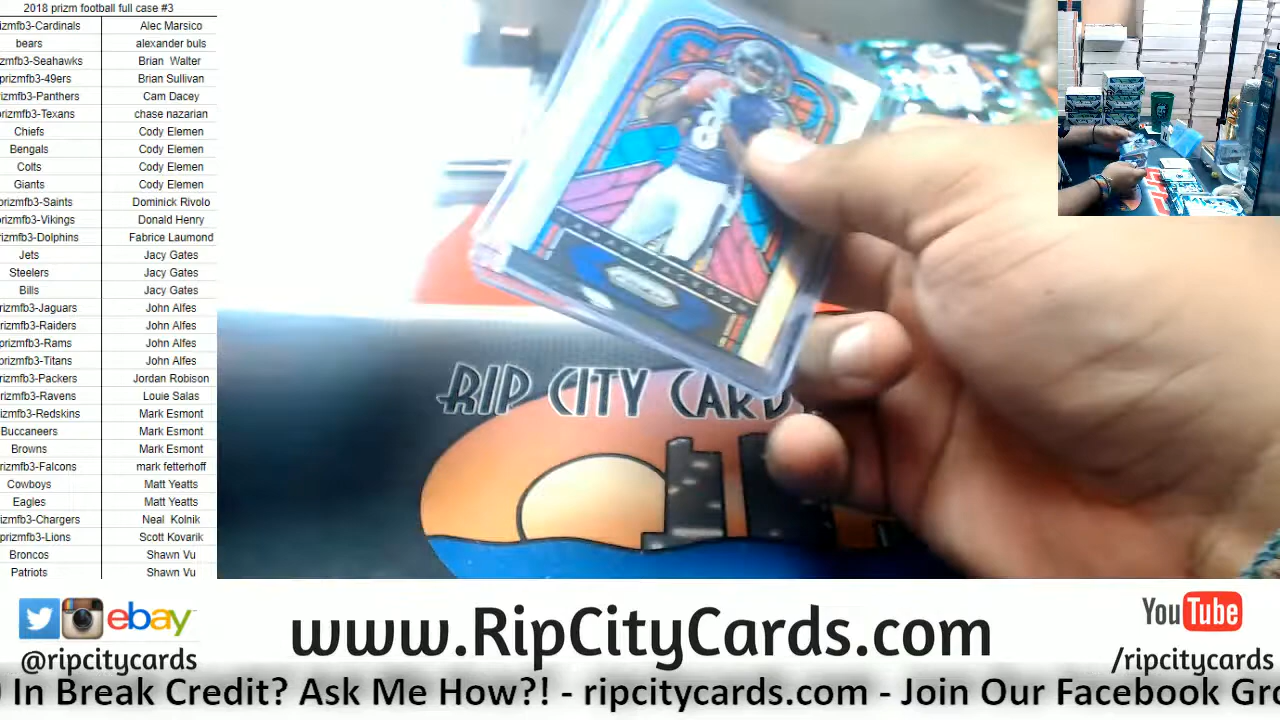 2018 prizm football full case #3
rizmfb3-Cardinals Alec Marsico
bears alexander buls
zmfb3-Seahawks Brian Walter
prizmfb3-49ers Brian Sullivan
izmfb3-Panthers Cam Dacey
prizmfb3-Texans chase nazarian
Chiefs Cody Elemen
Bengals Cody Elemen
Colts Cody Elemen
Giants Cody Elemen
prizmfb3-Saints Dominick Rivolo
rizmfb3-Vikings Donald Henry
izmfb3-Dolphins Fabrice Laumond
Jets Jacy Gates
Steelers Jacy Gates
Bills Jacy Gates
izmfb3-Jaguars John Alfes
rizmfb3-Raiders John Alfes
prizmfb3-Rams John Alfes
prizmfb3-Titans John Alfes
izmfb3-Packers Jordan Robison
izmfb3-Ravens Louie Salas
zmfb3-Redskins Mark Esmont
Buccaneers Mark Esmont
Browns Mark Esmont
rizmfb3-Falcons mark fetterhoff
Cowboys Matt Yeatts
Eagles Matt Yeatts
izmfb3-Chargers Neal Kolnik
prizmfb3-Lions Scott Kovarik
Broncos Shawn Vu
Patriots Shawn Vu
JACKSON
RIP CITY CARD
ebay
@ripcitycards
www.RipCityCards.com
YouTube
/ripcitycards
) In Break Credit? Ask Me How?! - ripcitycards.com - Join Our Facebook Gro